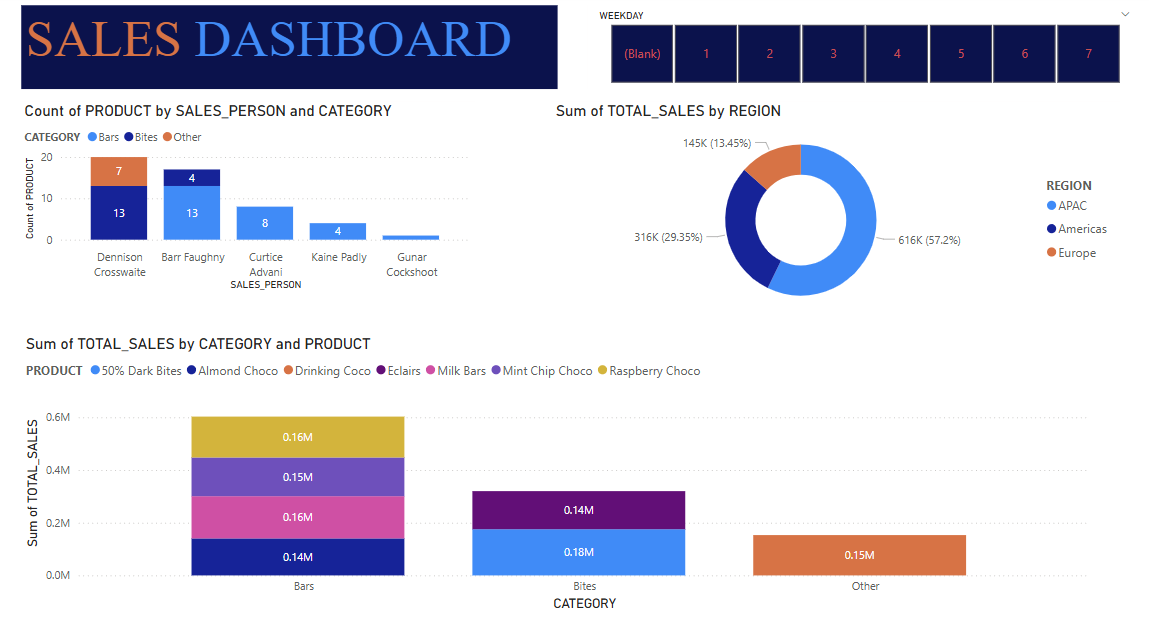 SALES DASHBOARD
WEEKDAY
(Blank) 1 2 3 4 5 6 7
Count of PRODUCT by SALES_PERSON and CATEGORY
CATEGORY Bars Bites Other
Count of PRODUCT
20
10
0
7
13
4
13
8
4
Dennison Crosswaite
Barr Faughny
Curtice Advani
Kaine Padly
Gunar Cockshoot
SALES_PERSON
Sum of TOTAL_SALES by REGION
145K (13.45%)
316K (29.35%)
616K (57.2%)
REGION
APAC
Americas
Europe
Sum of TOTAL_SALES by CATEGORY and PRODUCT
PRODUCT 50% Dark Bites Almond Choco Drinking Coco Eclairs Milk Bars Mint Chip Choco Raspberry Choco
Sum of TOTAL_SALES
0.6M
0.4M
0.2M
0.0M
0.16M
0.15M
0.16M
0.14M
0.14M
0.18M
0.15M
Bars Bites Other
CATEGORY